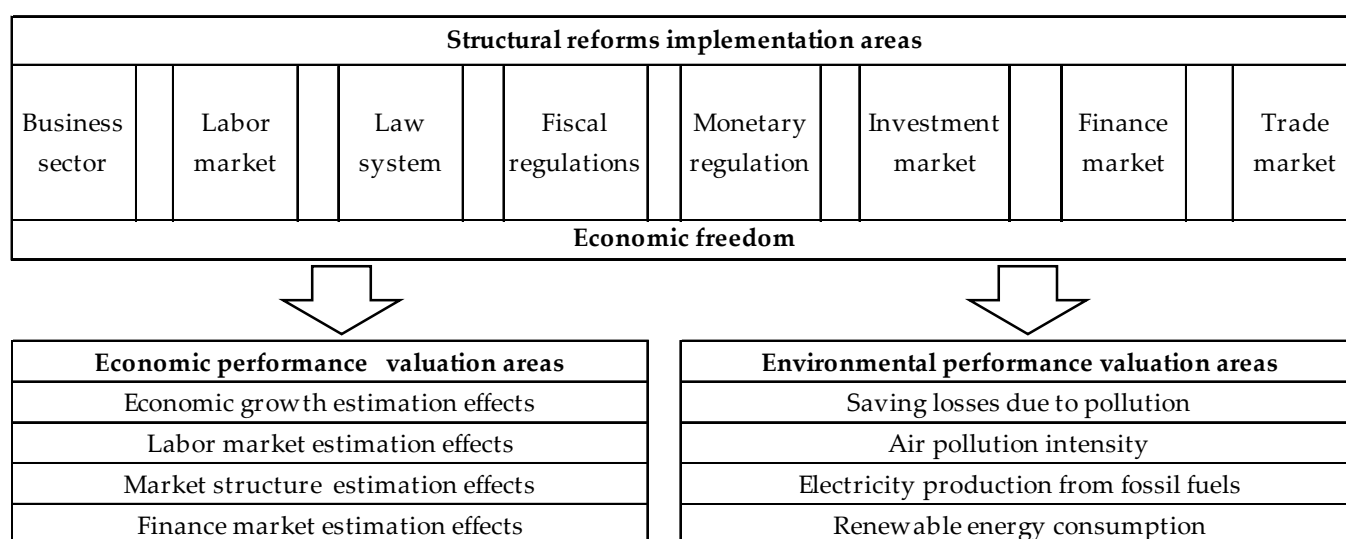 Structural reforms implementation areas
Business sector
Labor market
Law system
Fiscal regulations
Monetary regulation
Investment market
Finance market
Trade market
Economic freedom
Economic performance valuation areas
Economic growth estimation effects
Labor market estimation effects
Market structure estimation effects
Finance market estimation effects
Environmental performance valuation areas
Saving losses due to pollution
Air pollution intensity
Electricity production from fossil fuels
Renewable energy consumption